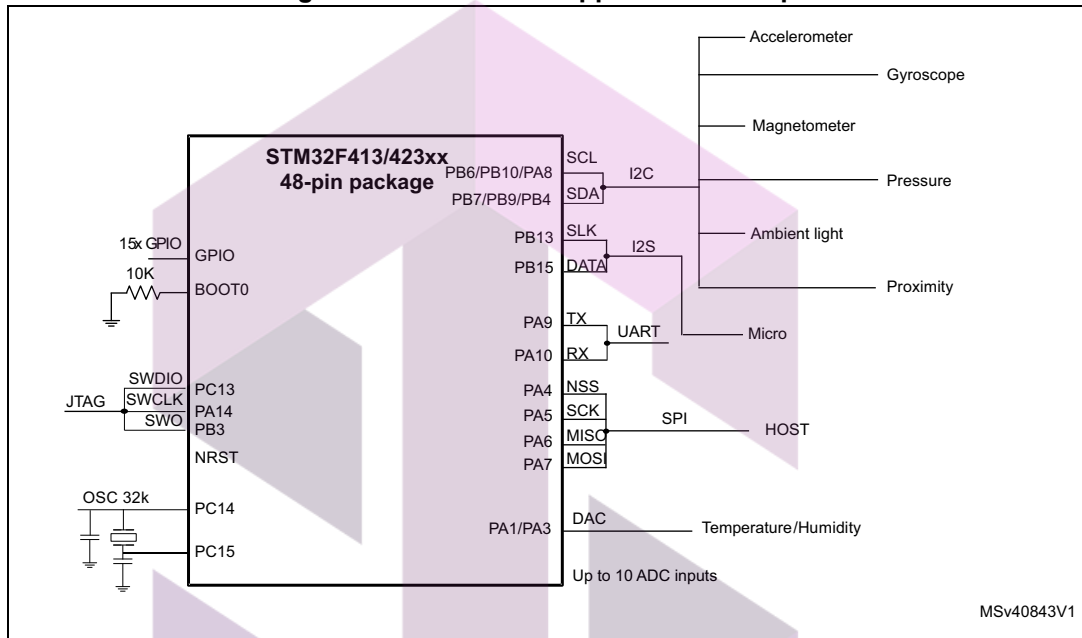 Accelerometer
Gyroscope
Magnetometer
Pressure
Ambient light
Proximity
Micro
STM32F413/423xx
48-pin package
SCL
PB6/PB10/PA8
I2C
PB7/PB9/PB4
SDA
15x GPIO
GPIO
PB13
SLK
I2S
PB15
DATA
10K
BOOT0
PA9
TX
UART
PA10
RX
SWDIO
PC13
JTAG
SWCLK
PA14
SWO
PB3
NRST
PA4
NSS
PA5
SCK
SPI
HOST
PA6
MISO
PA7
MOSI
OSC 32k
PC14
PC15
PA1/PA3
DAC
Temperature/Humidity
Up to 10 ADC inputs
MSv40843V1